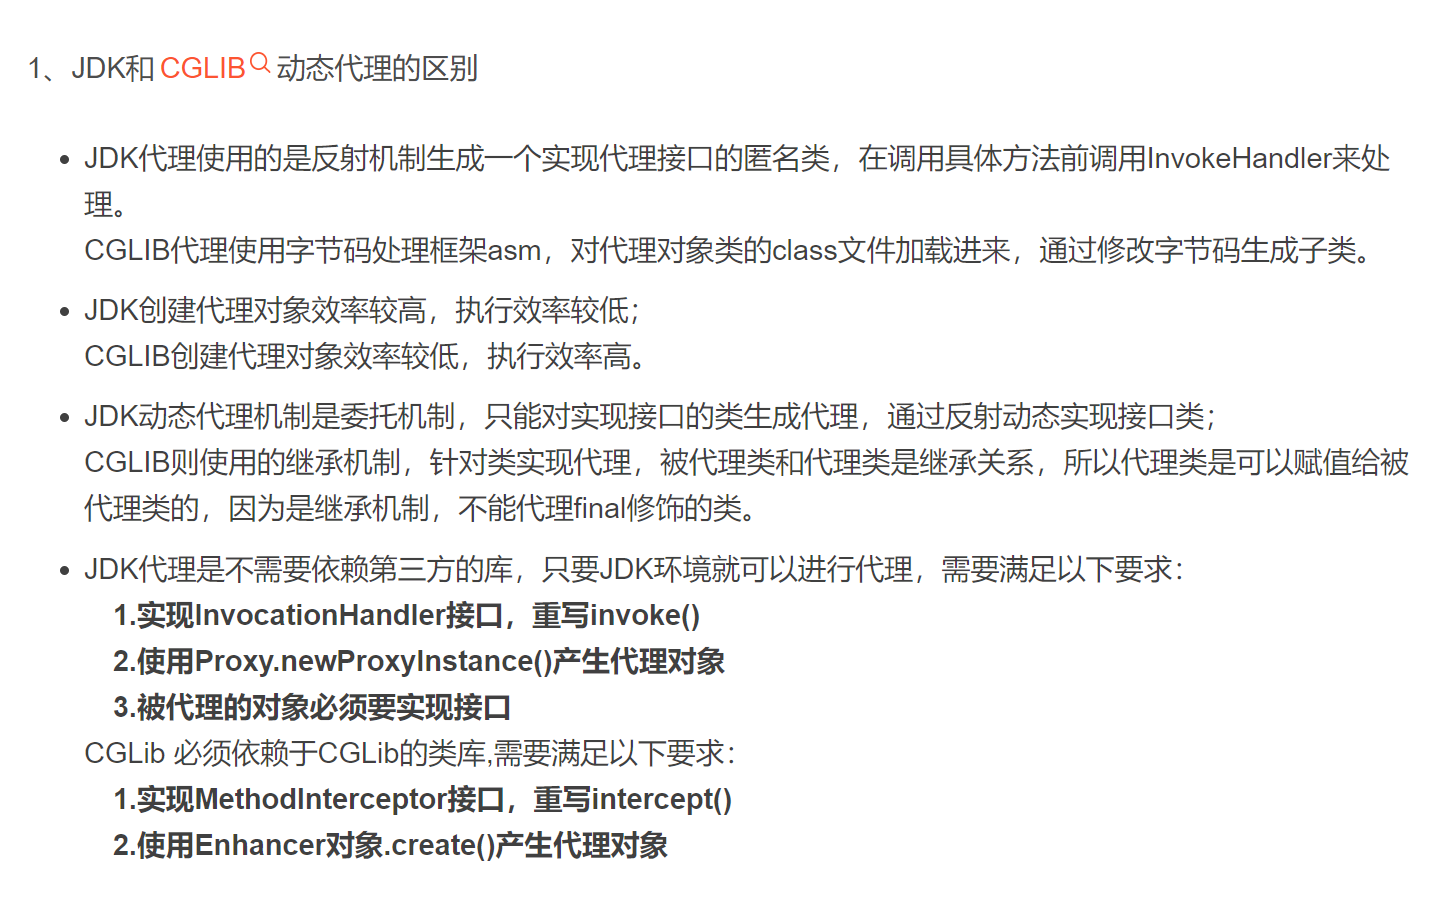 1、JDK和 CGLIB 动态代理的区别
JDK代理使用的是反射机制生成一个实现代理接口的匿名类，在调用具体方法前调用InvokeHandler来处
理。
CGLIB代理使用字节码处理框架asm，对代理对象类的class文件加载进来，通过修改字节码生成子类。
JDK创建代理对象效率较高，执行效率较低；
CGLIB创建代理对象效率较低，执行效率高。
JDK动态代理机制是委托机制，只能对实现接口的类生成代理，通过反射动态实现接口类；
CGLIB则使用的继承机制，针对类实现代理，被代理类和代理类是继承关系，所以代理类是可以赋值给被
代理类的，因为是继承机制，不能代理final修饰的类。
JDK代理是不需要依赖第三方的库，只要JDK环境就可以进行代理，需要满足以下要求：
1.实现InvocationHandler接口，重写invoke()
2.使用Proxy.newProxyInstance()产生代理对象
3.被代理的对象必须要实现接口
CGLib 必须依赖于CGLib的类库,需要满足以下要求：
1.实现MethodInterceptor接口，重写intercept()
2.使用Enhancer对象.create()产生代理对象